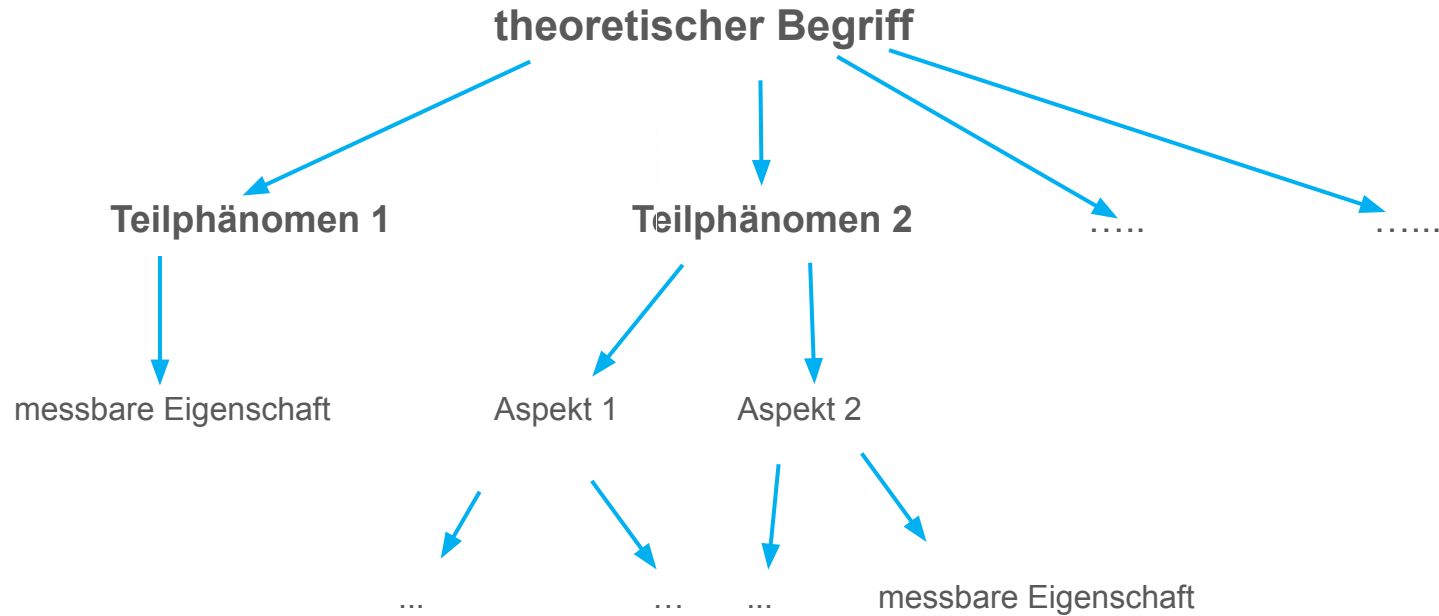 theoretischer Begriff
Teilphänomen 1 Teilphänomen 2 ….. …...
messbare Eigenschaft Aspekt 1 Aspekt 2
... … ... messbare Eigenschaft